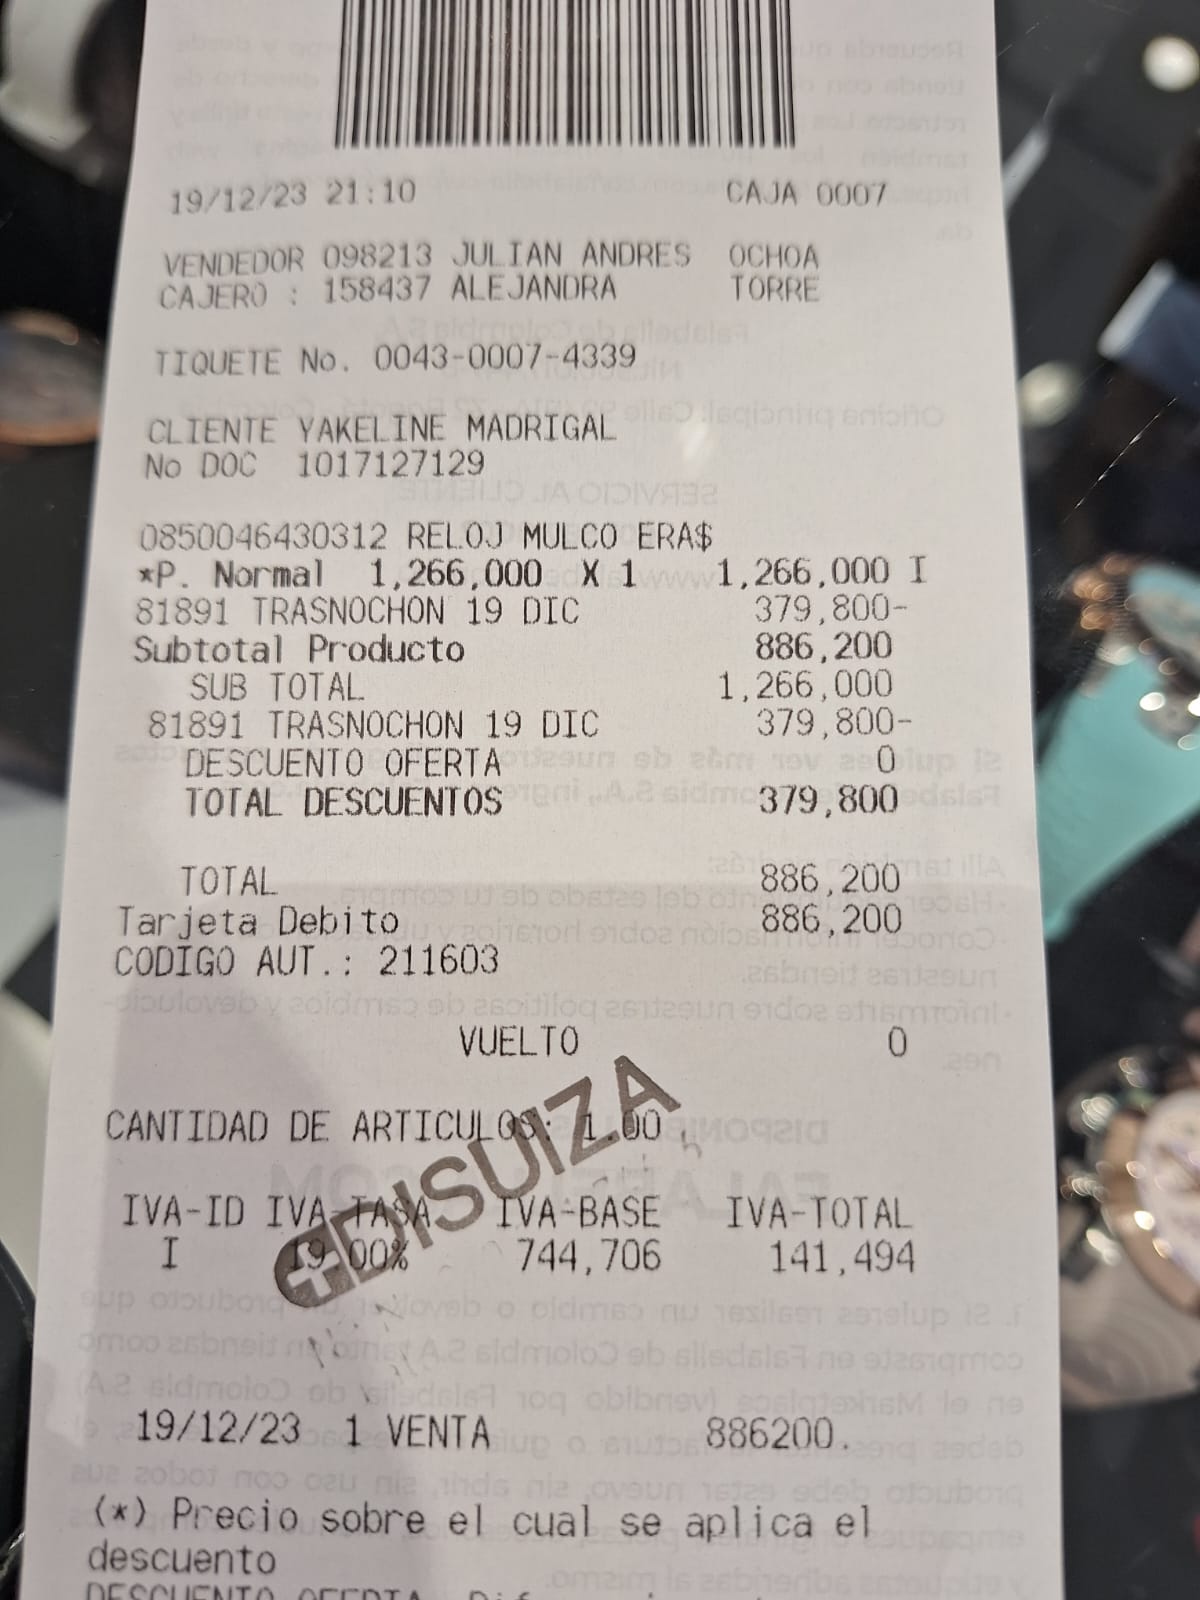 19/12/23 21:10 CAJA 0007
VENDEDOR 098213 JULIAN ANDRES OCHOA
CAJERO : 158437 ALEJANDRA TORRE
TIQUETE No. 0043-0007-4339
CLIENTE YAKELINE MADRIGAL
No DOC 1017127129
0850046430312 RELOJ MULCO ERA$
*P. Normal 1,266,000 X 1 1,266,000 I
81891 TRASNOCHON 19 DIC 379,800-
Subtotal Producto 886,200
SUB TOTAL 1,266,000
81891 TRASNOCHON 19 DIC 379,800-
DESCUENTO OFERTA 0
TOTAL DESCUENTOS 379,800
TOTAL 886,200
Tarjeta Debito 886,200
CODIGO AUT.: 211603
VUELTO 0
CANTIDAD DE ARTICULOS: 1.00
DISUIZA
IVA-ID IVA-TASA IVA-BASE IVA-TOTAL
I 19.00% 744,706 141,494
19/12/23 1 VENTA 886200.
(*) Precio sobre el cual se aplica el
descuento
DESCUENTO OFERTA